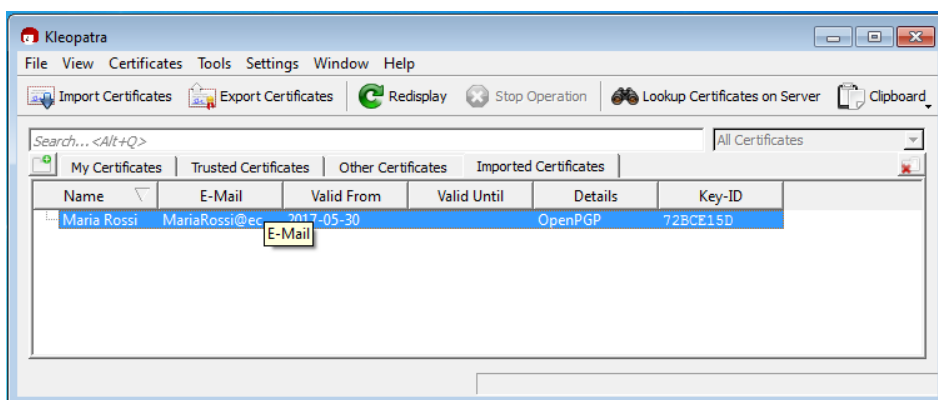 Kleopatra
File View Certificates Tools Settings Window Help
Import Certificates Export Certificates Redisplay Stop Operation Lookup Certificates on Server Clipboard
Search...<Alt+Q> All Certificates
My Certificates Trusted Certificates Other Certificates Imported Certificates
Name E-Mail Valid From Valid Until Details Key-ID
Maria Rossi MariaRossi@ec... 2017-05-30 OpenPGP 72BCE15D
E-Mail